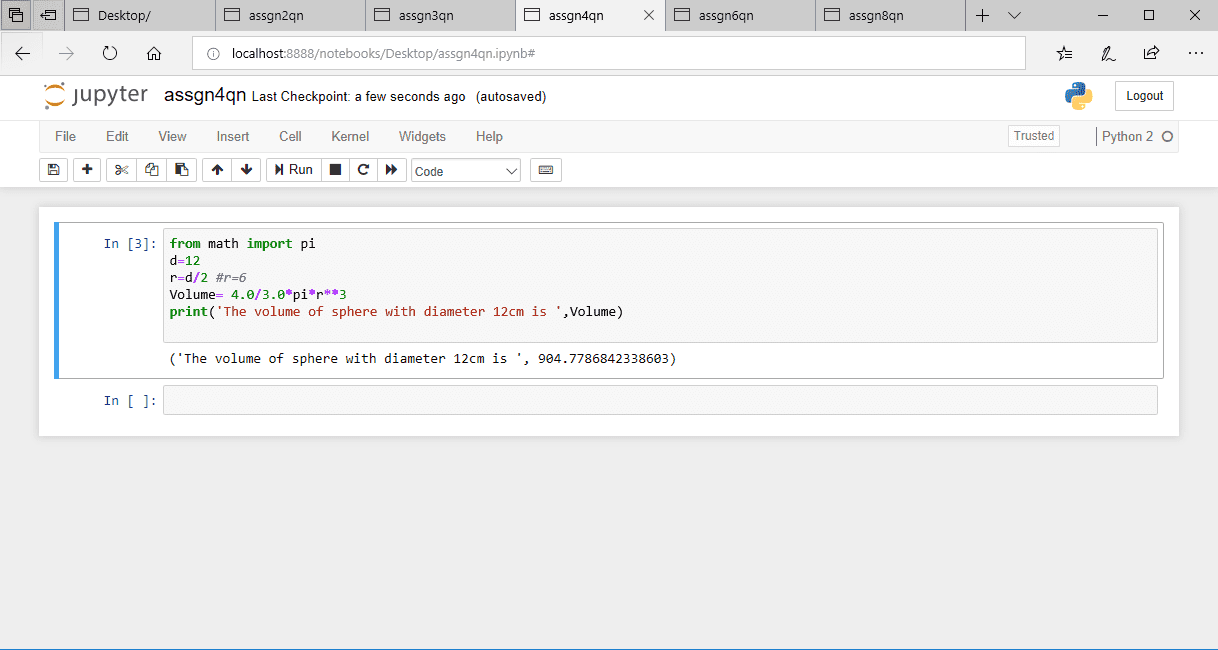 Desktop/ assgn2qn assgn3qn assgn4qn assgn6qn assgn8qn
localhost:8888/notebooks/Desktop/assgn4qn.ipynb#
jupyter assgn4qn Last Checkpoint: a few seconds ago (autosaved) Logout
File Edit View Insert Cell Kernel Widgets Help Trusted Python 2
Run Code
In [3]: from math import pi
d=12
r=d/2 #r=6
Volume= 4.0/3.0*pi*r**3
print('The volume of sphere with diameter 12cm is ',Volume)
('The volume of sphere with diameter 12cm is ', 904.7786842338603)
In [ ]: